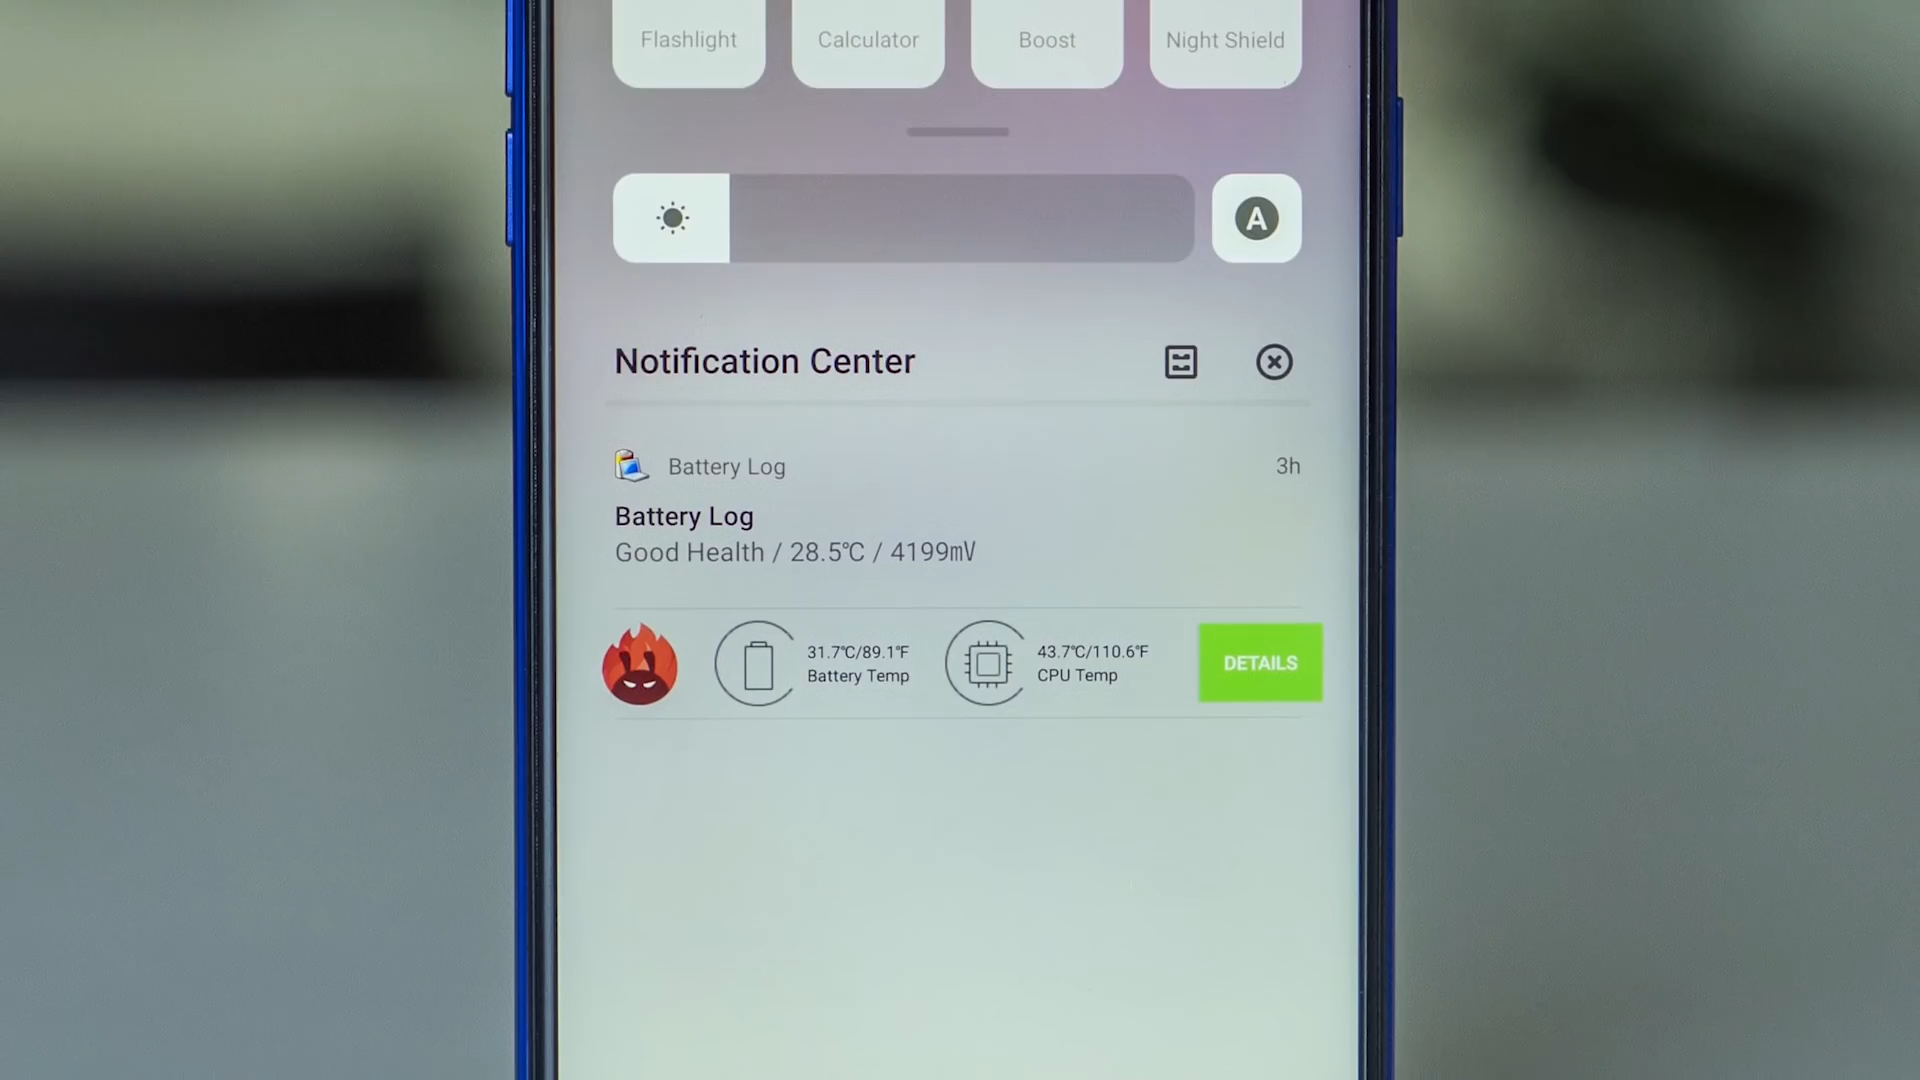 Flashlight Calculator Boost Night Shield
A
Notification Center
Battery Log 3h
Battery Log
Good Health / 28.5℃ / 4199mV
31.7℃/89.1℉ 43.7℃/110.6℉
Battery Temp CPU Temp
DETAILS